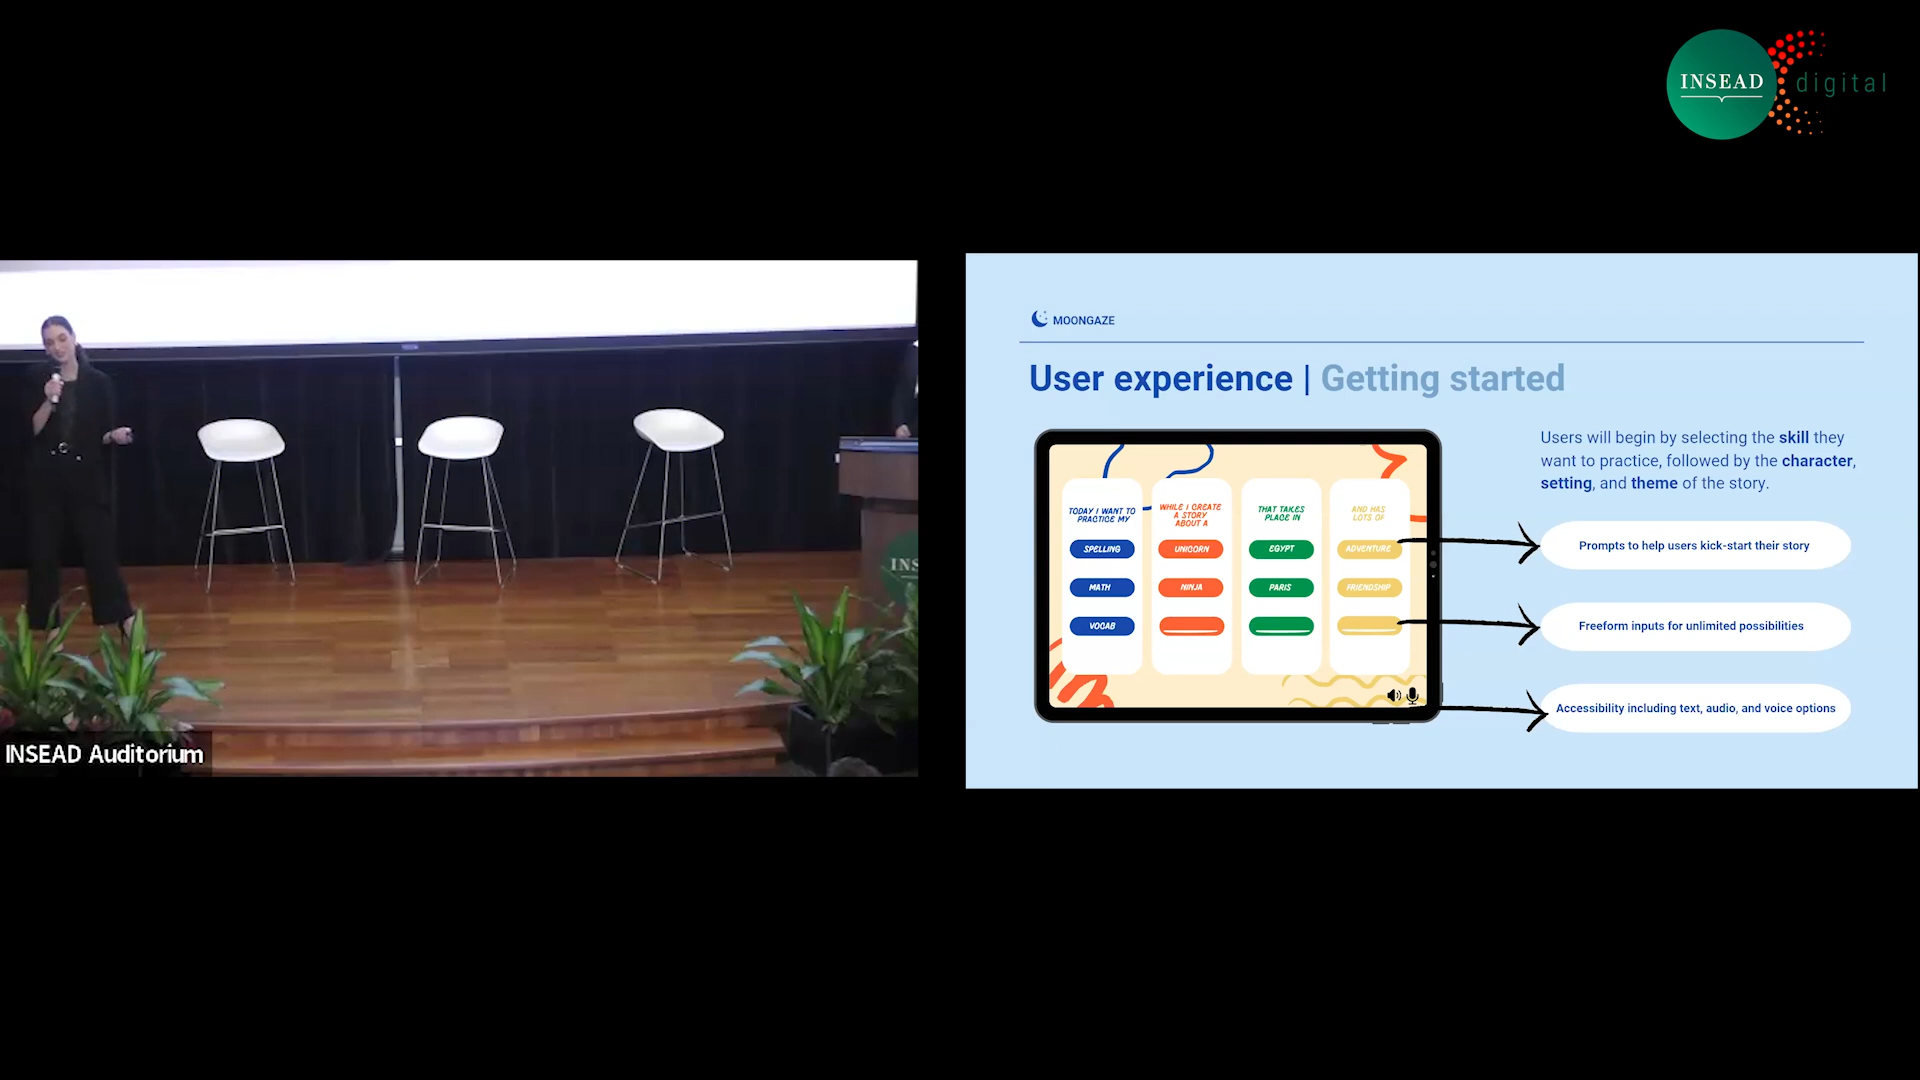 INSEAD
digital
MOONGAZE
User experience | Getting started
Users will begin by selecting the skill they
want to practice, followed by the character,
setting, and theme of the story.
TODAY I WANT TO
PRACTICE MY
SPELLING
MATH
VOCAB
WHILE I CREATE
A STORY
ABOUT A
UNICORN
NINJA
THAT TAKES
PLACE IN
EGYPT
PARIS
AND HAS
LOTS OF
ADVENTURE
FRIENDSHIP
Prompts to help users kick-start their story
Freeform inputs for unlimited possibilities
Accessibility including text, audio, and voice options
INS
INSEAD Auditorium